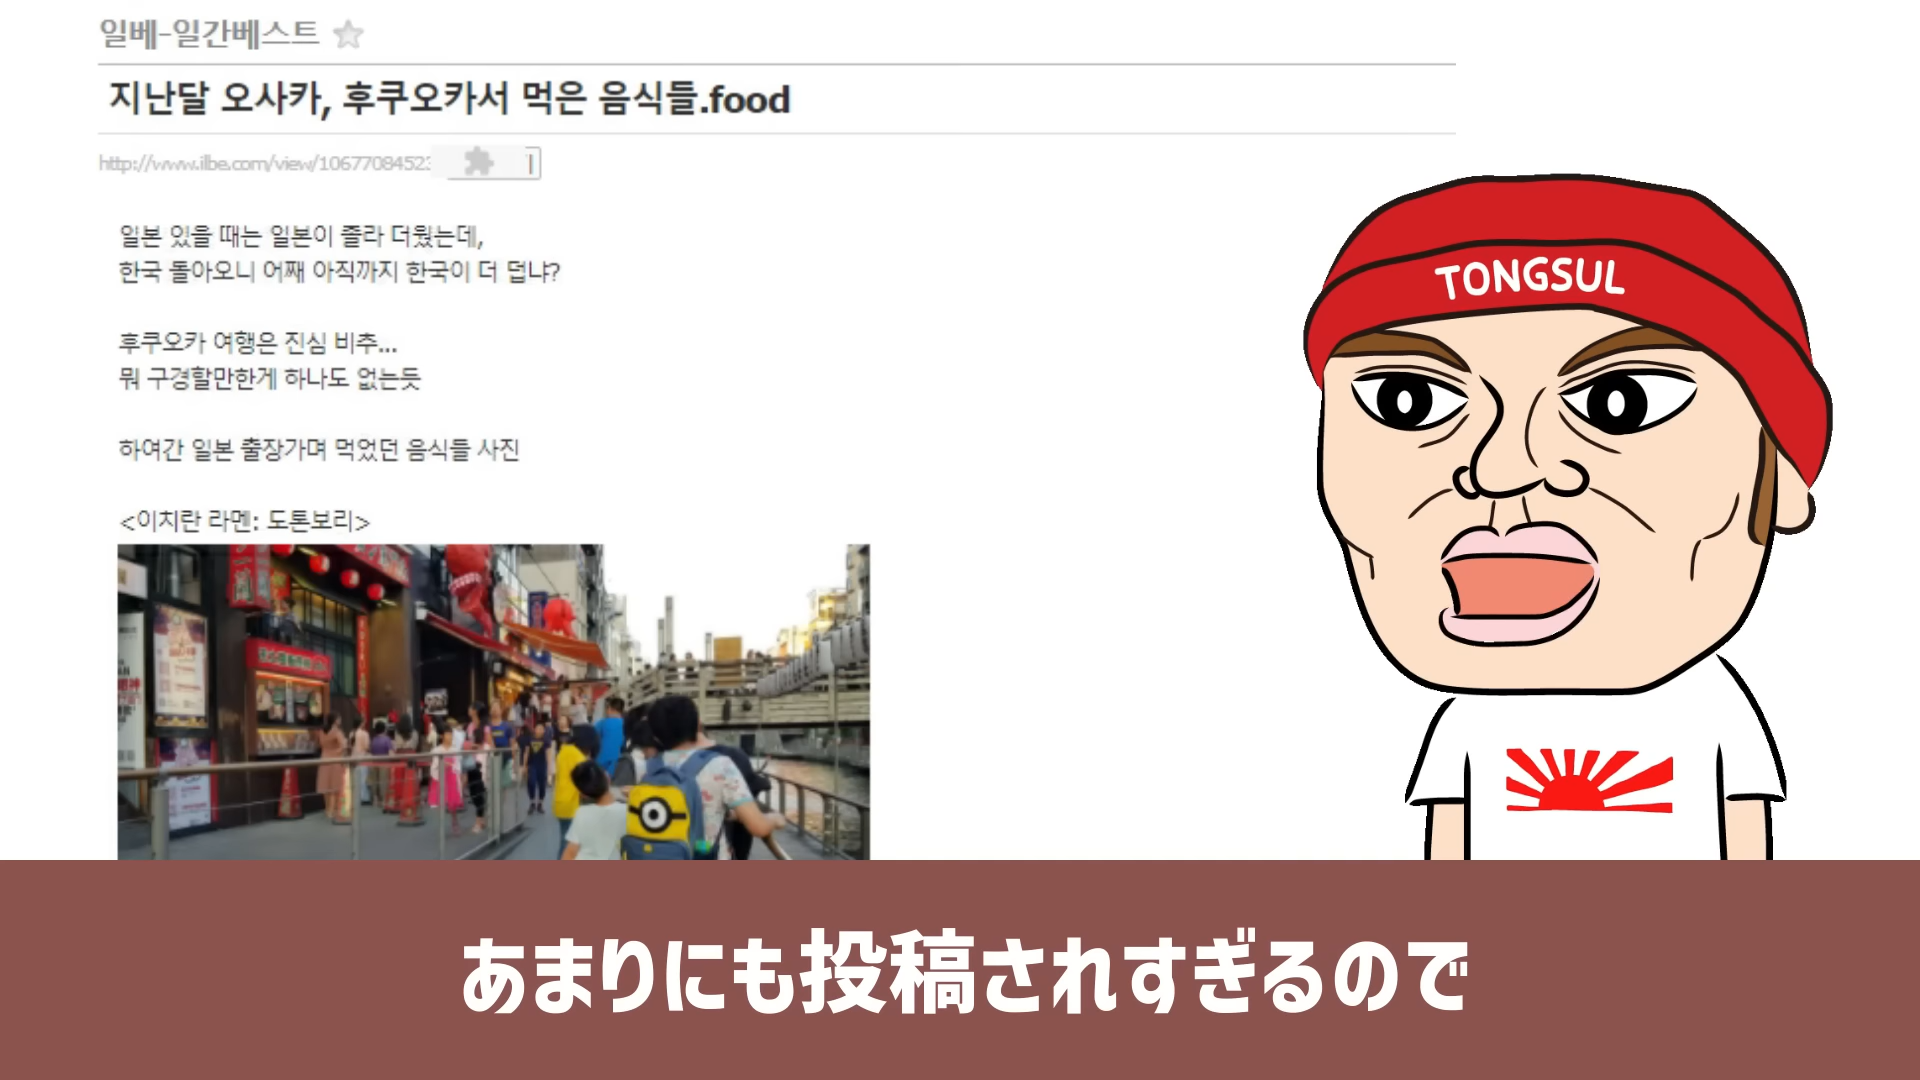 일베-일간베스트
지난달 오사카, 후쿠오카서 먹은 음식들.food
http://www.ilbe.com/view/10677084523
일본 있을 때는 일본이 졸라 더웠는데,
한국 돌아오니 어째 아직까지 한국이 더 덥냐?
후쿠오카 여행은 진심 비추...
뭐 구경할만한게 하나도 없는듯
하여간 일본 출장가며 먹었던 음식들 사진
<이치란 라멘: 도톤보리>
TONGSUL
あまりにも投稿されすぎるので